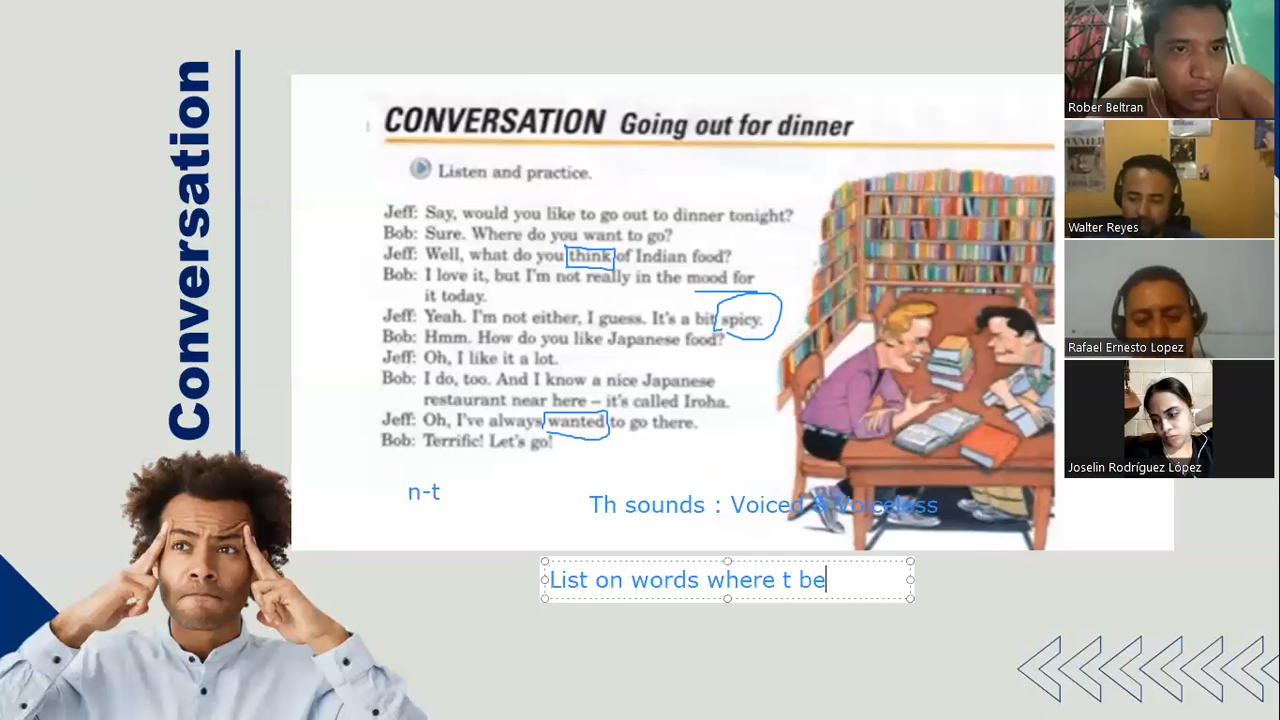 Conversation
CONVERSATION Going out for dinner
Listen and practice.
Jeff: Say, would you like to go out to dinner tonight?
Bob: Sure. Where do you want to go?
Jeff: Well, what do you think of Indian food?
Bob: I love it, but I'm not really in the mood for
it today.
Jeff: Yeah. I'm not either, I guess. It's a bit spicy.
Bob: Hmm. How do you like Japanese food?
Jeff: Oh, I like it a lot.
Bob: I do, too. And I know a nice Japanese
restaurant near here – it's called Iroha.
Jeff: Oh, I've always wanted to go there.
Bob: Terrific! Let's go!
n-t
Th sounds : Voiced & Voiceless
List on words where t be
Rober Beltran
Walter Reyes
Rafael Ernesto Lopez
Joselin Rodríguez López